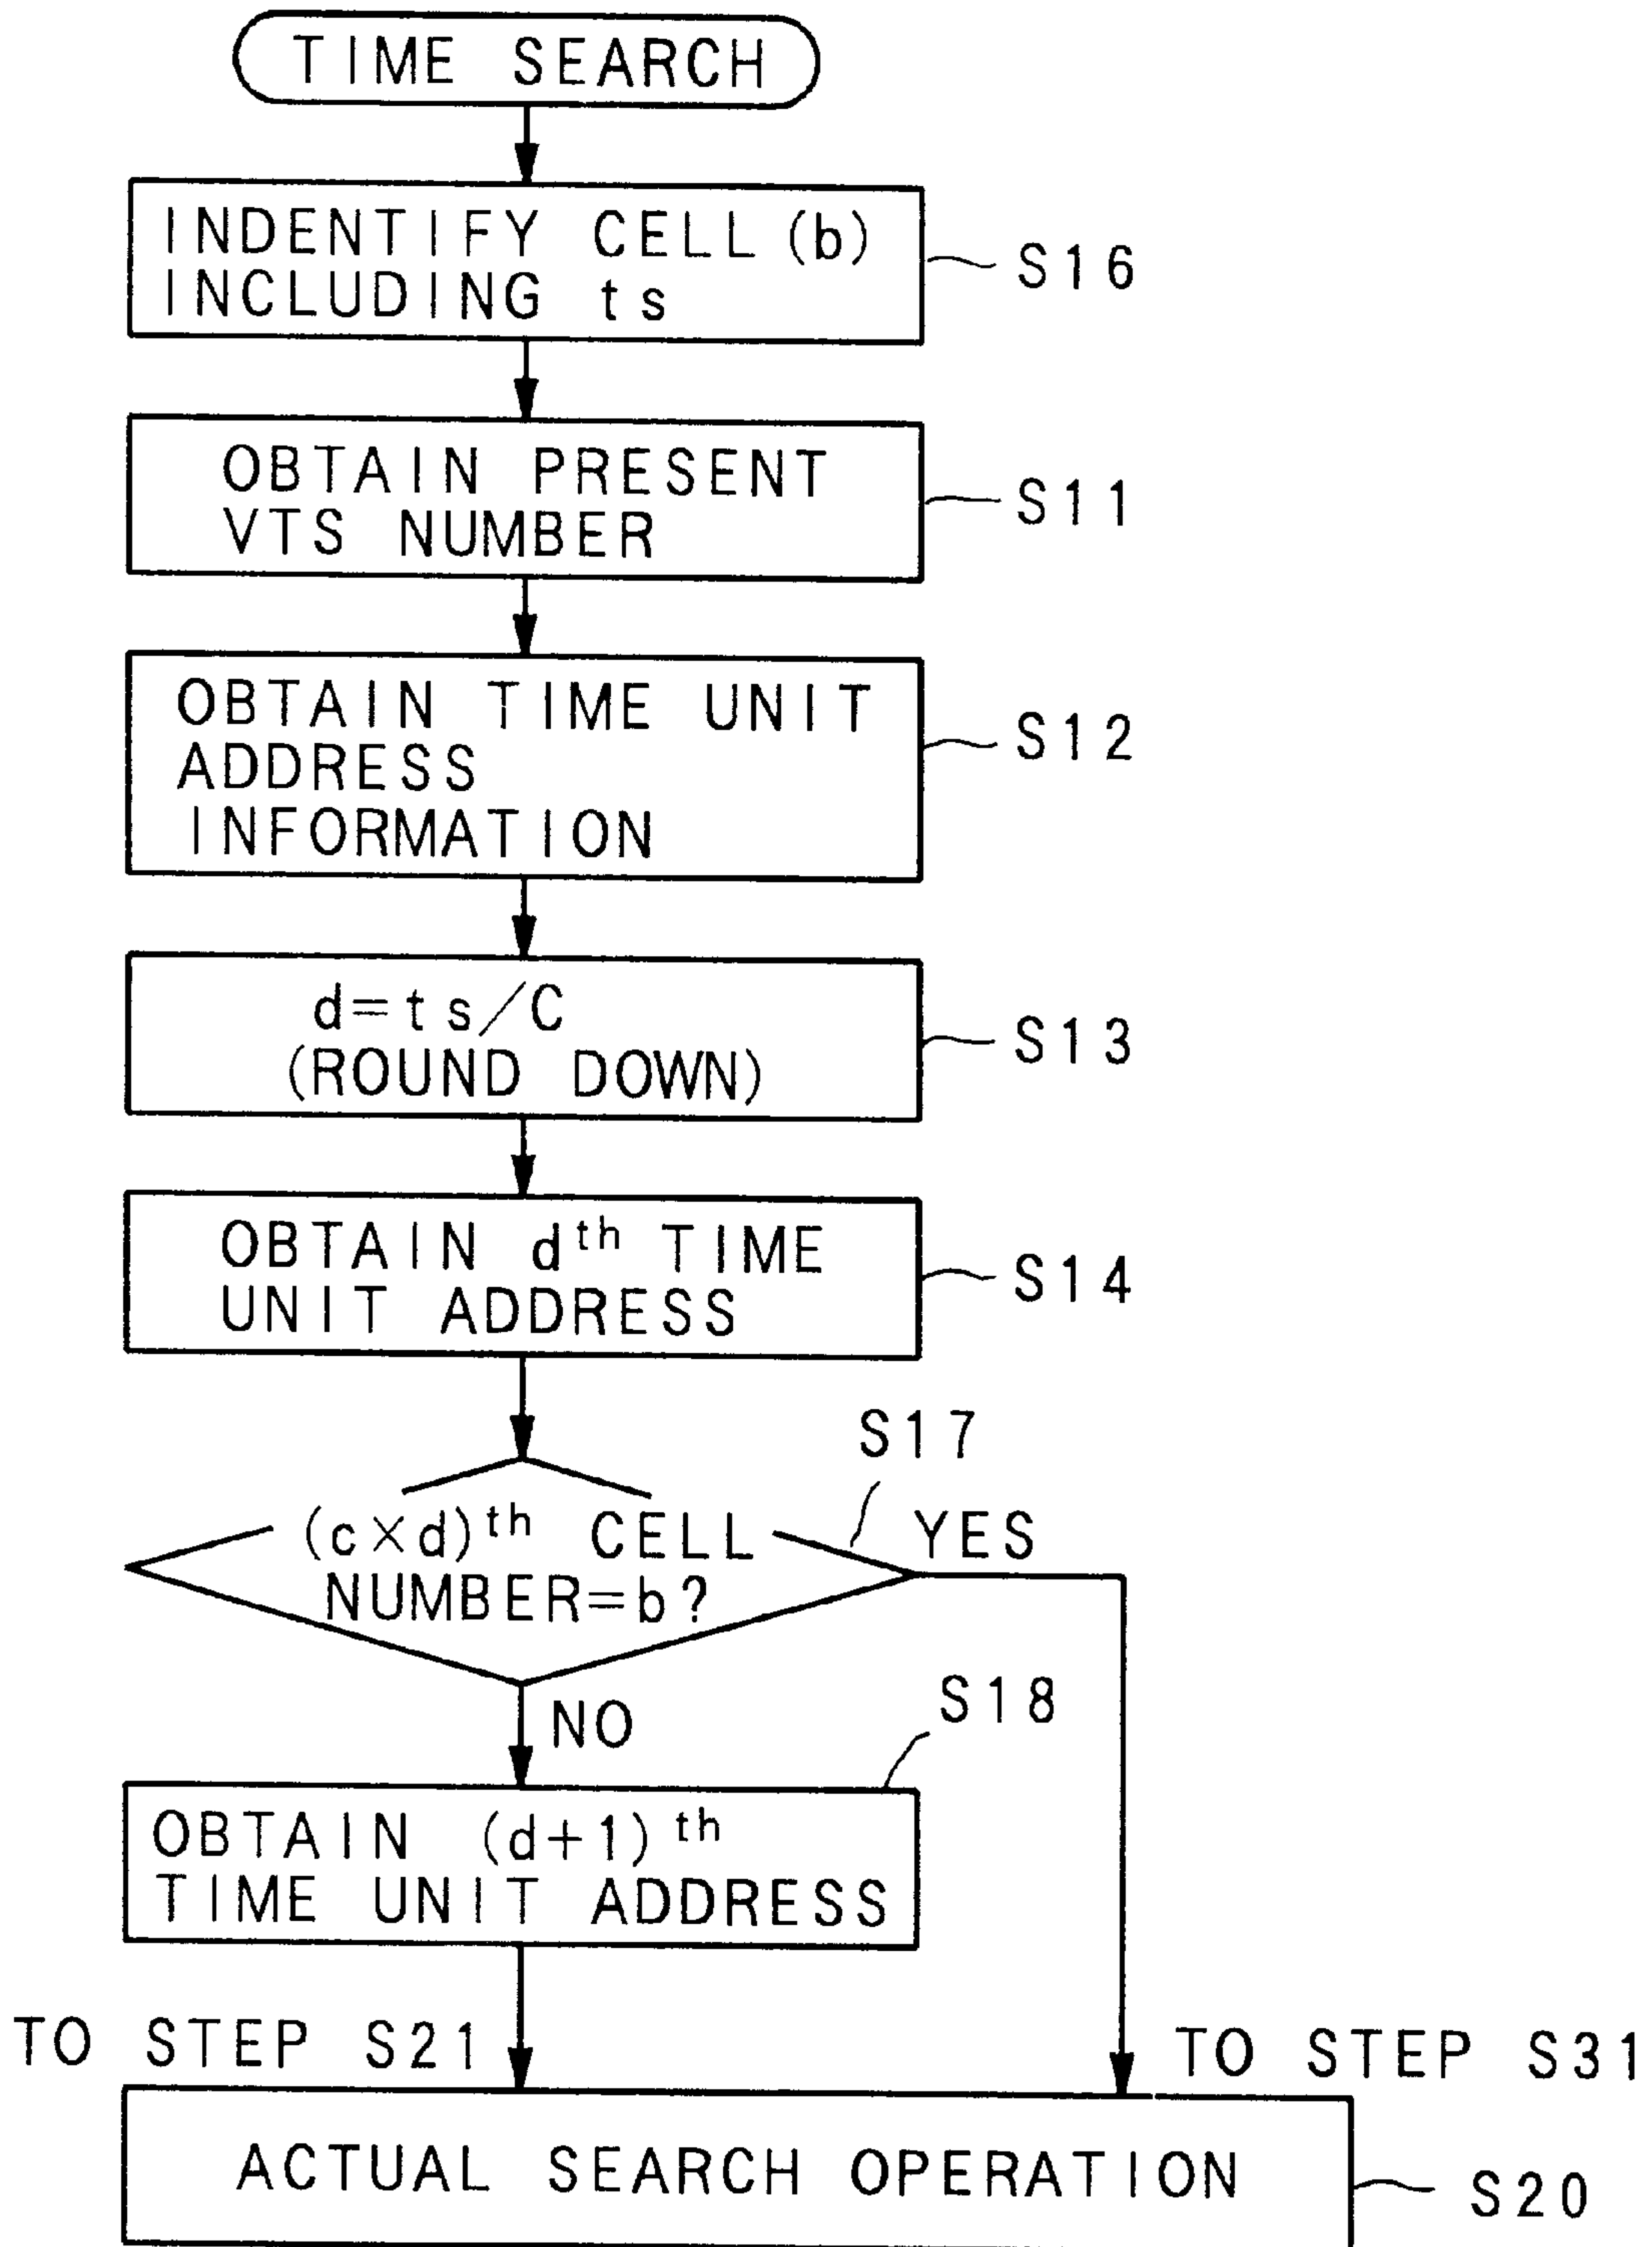 TIME SEARCH
INDENTIFY CELL (b)
INCLUDING ts
S16
OBTAIN PRESENT
VTS NUMBER
S11
OBTAIN TIME UNIT
ADDRESS
INFORMATION
S12
d=ts/C
(ROUND DOWN)
S13
OBTAIN dth TIME
UNIT ADDRESS
S14
S17
(c×d)th CELL
NUMBER=b?
YES
NO
S18
OBTAIN (d+1)th
TIME UNIT ADDRESS
TO STEP S21
TO STEP S31
ACTUAL SEARCH OPERATION
S20